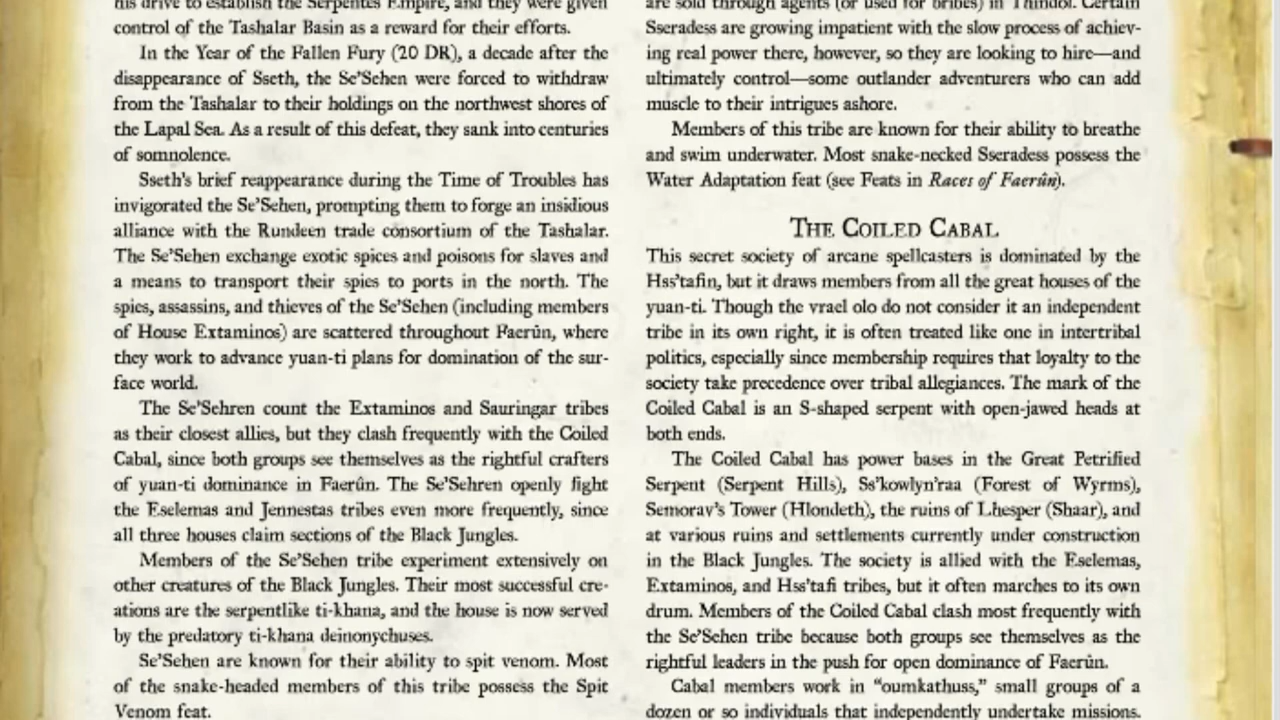 his drive to establish the Serpentes Empire, and they were given
control of the Tashalar Basin as a reward for their efforts.
In the Year of the Fallen Fury (20 DR), a decade after the
disappearance of Sseth, the Se'Sehen were forced to withdraw
from the Tashalar to their holdings on the northwest shores of
the Lapal Sea. As a result of this defeat, they sank into centuries
of somnolence.
Sseth's brief reappearance during the Time of Troubles has
invigorated the Se'Sehen, prompting them to forge an insidious
alliance with the Rundeen trade consortium of the Tashalar.
The Se'Sehen exchange exotic spices and poisons for slaves and
a means to transport their spies to ports in the north. The
spies, assassins, and thieves of the Se'Sehen (including members
of House Extaminos) are scattered throughout Faerûn, where
they work to advance yuan-ti plans for domination of the sur-
face world.
The Se'Sehren count the Extaminos and Sauringar tribes
as their closest allies, but they clash frequently with the Coiled
Cabal, since both groups see themselves as the rightful crafters
of yuan-ti dominance in Faerûn. The Se'Sehren openly fight
the Eselemas and Jennestas tribes even more frequently, since
all three houses claim sections of the Black Jungles.
Members of the Se'Sehen tribe experiment extensively on
other creatures of the Black Jungles. Their most successful cre-
ations are the serpentlike ti-khana, and the house is now served
by the predatory ti-khana deinonychuses.
Se'Sehen are known for their ability to spit venom. Most
of the snake-headed members of this tribe possess the Spit
Venom feat.
are sold through agents (or used for bribes) in Thindol. Certain
Sseradess are growing impatient with the slow process of achiev-
ing real power there, however, so they are looking to hire—and
ultimately control—some outlander adventurers who can add
muscle to their intrigues ashore.
Members of this tribe are known for their ability to breathe
and swim underwater. Most snake-necked Sseradess possess the
Water Adaptation feat (see Feats in Races of Faerûn).
THE COILED CABAL
This secret society of arcane spellcasters is dominated by the
Hss'tafin, but it draws members from all the great houses of the
yuan-ti. Though the vrael olo do not consider it an independent
tribe in its own right, it is often treated like one in intertribal
politics, especially since membership requires that loyalty to the
society take precedence over tribal allegiances. The mark of the
Coiled Cabal is an S-shaped serpent with open-jawed heads at
both ends.
The Coiled Cabal has power bases in the Great Petrified
Serpent (Serpent Hills), Ss'kowlyn'raa (Forest of Wyrms),
Semorav's Tower (Hlondeth), the ruins of Lhesper (Shaar), and
at various ruins and settlements currently under construction
in the Black Jungles. The society is allied with the Eselemas,
Extaminos, and Hss'tafi tribes, but it often marches to its own
drum. Members of the Coiled Cabal clash most frequently with
the Se'Sehen tribe because both groups see themselves as the
rightful leaders in the push for open dominance of Faerûn.
Cabal members work in "oumkathuss," small groups of a
dozen or so individuals that independently undertake missions.